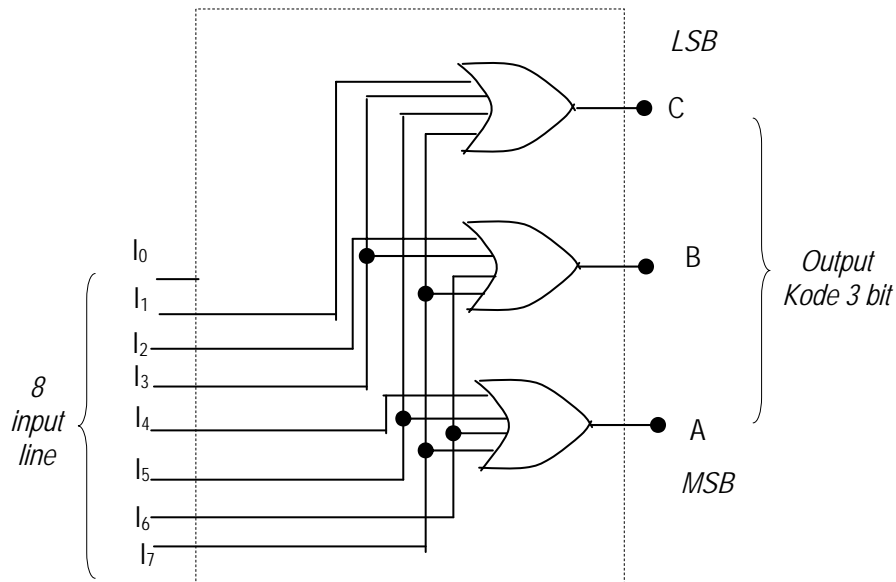 LSB
C
I₀
B
Output
Kode 3 bit
I₁
I₂
I₃
8
input
line
I₄
A
I₅
MSB
I₆
I₇